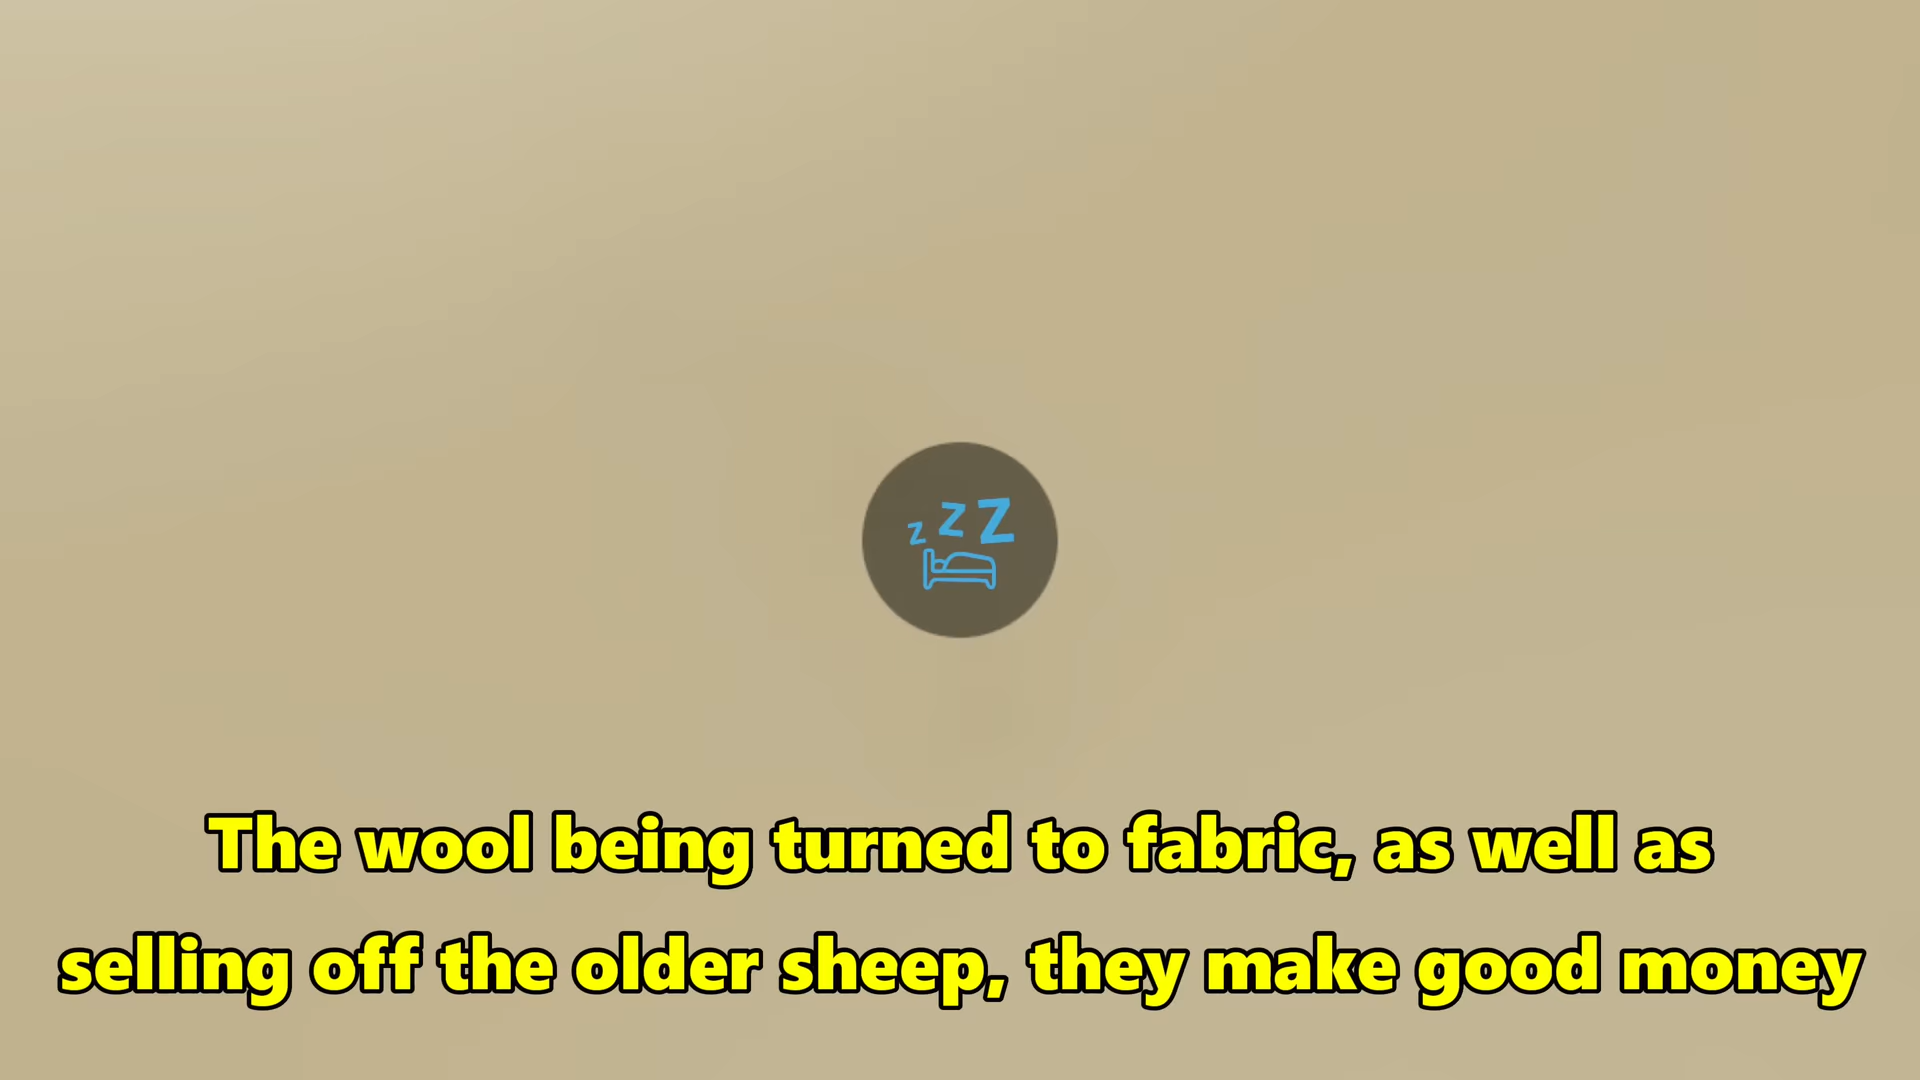 z z z
The wool being turned to fabric, as well as
selling off the older sheep, they make good money